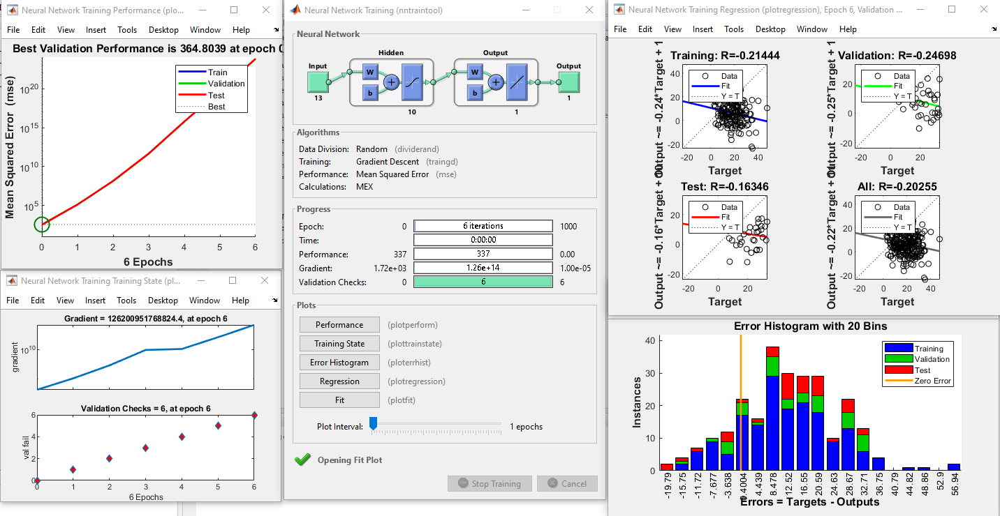 Neural Network Training Performance (plo...
File Edit View Insert Tools Desktop Window Help
Best Validation Performance is 364.8039 at epoch 0
Mean Squared Error (mse)
10^20
10^15
10^10
10^5
Train
Validation
Test
Best
0 1 2 3 4 5 6
6 Epochs
Neural Network Training Training State (pl...
File Edit View Insert Tools Desktop Window Help
Gradient = 126200951768824.4, at epoch 6
gradient
10^10
Validation Checks = 6, at epoch 6
val fail
6
4
2
0
0 1 2 3 4 5 6
6 Epochs
Neural Network Training (nntraintool)
Neural Network
Hidden Output
Input Output
W W
b b
13 10 1 1
Algorithms
Data Division: Random (dividerand)
Training: Gradient Descent (traingd)
Performance: Mean Squared Error (mse)
Calculations: MEX
Progress
Epoch: 0 6 iterations 1000
Time: 0:00:00
Performance: 337 337 0.00
Gradient: 1.72e+03 1.26e+14 1.00e-05
Validation Checks: 0 6 6
Plots
Performance (plotperform)
Training State (plottrainstate)
Error Histogram (ploterrhist)
Regression (plotregression)
Fit (plotfit)
Plot Interval: 1 epochs
Opening Fit Plot
Stop Training Cancel
Neural Network Training Regression (plotregression), Epoch 6, Validation ...
File Edit View Insert Tools Desktop Window Help
Training: R=-0.21444
Output ~= -0.24*Target + 1
Data
Fit
Y = T
40
20
0
-20
-20 0 20 40
Target
Validation: R=-0.24698
Output ~= -0.25*Target + 1
Data
Fit
Y = T
20
0
-20
-20 0 20
Target
Test: R=-0.16346
Output ~= -0.16*Target +
Data
Fit
Y = T
20
0
-20
-20 0 20
Target
All: R=-0.20255
Output ~= -0.22*Target +
Data
Fit
Y = T
40
20
0
-20
-20 0 20 40
Target
Error Histogram with 20 Bins
Instances
40
30
20
10
0
Training
Validation
Test
Zero Error
-19.79 -15.75 -11.72 -7.677 -3.638 0.4004 4.439 8.478 12.52 16.55 20.59 24.63 28.67 32.71 36.75 40.79 44.82 48.86 52.9 56.94
Errors = Targets - Outputs